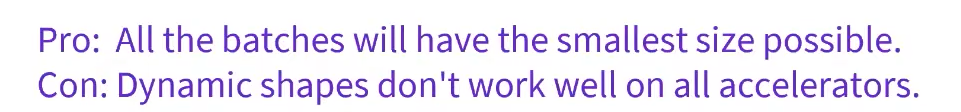 Pro: All the batches will have the smallest size possible.
Con: Dynamic shapes don't work well on all accelerators.